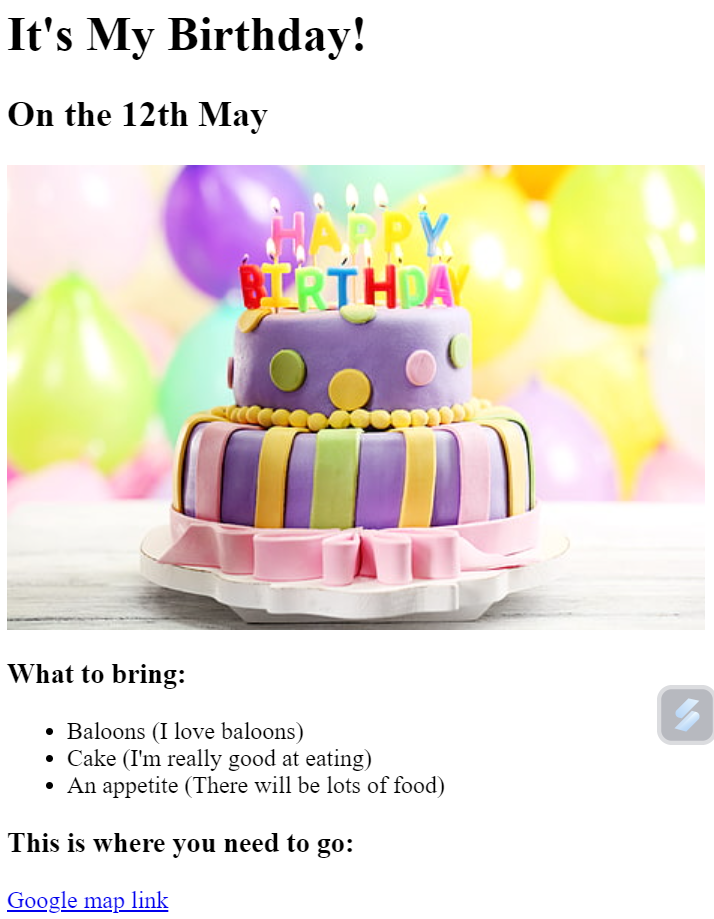 It's My Birthday!
On the 12th May
HAPPY
BIRTHDAY
What to bring:
Baloons (I love baloons)
Cake (I'm really good at eating)
An appetite (There will be lots of food)
This is where you need to go:
Google map link